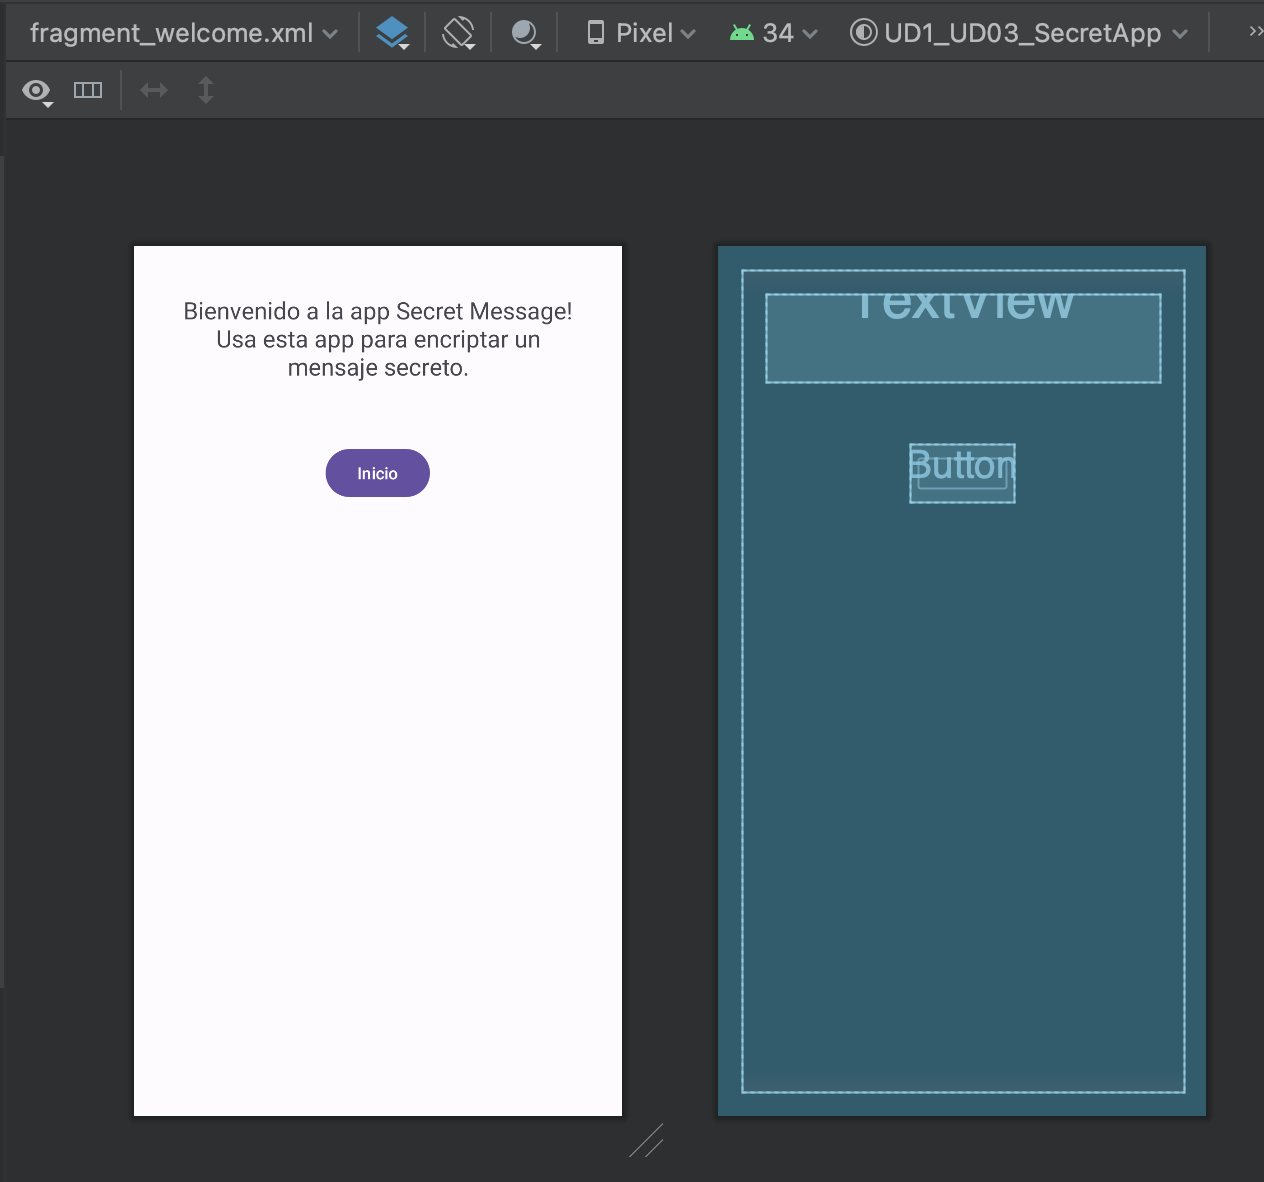 fragment_welcome.xml Pixel 34 UD1_UD03_SecretApp
Bienvenido a la app Secret Message!
Usa esta app para encriptar un
mensaje secreto.
Inicio
TextView
Button